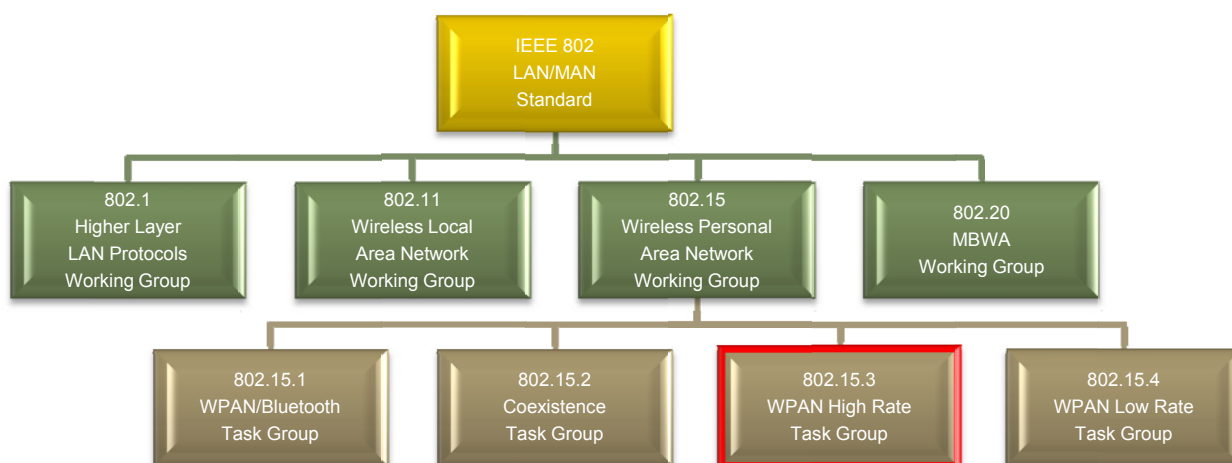 IEEE 802
LAN/MAN
Standard
802.1
Higher Layer
LAN Protocols
Working Group
802.11
Wireless Local
Area Network
Working Group
802.15
Wireless Personal
Area Network
Working Group
802.20
MBWA
Working Group
802.15.1
WPAN/Bluetooth
Task Group
802.15.2
Coexistence
Task Group
802.15.3
WPAN High Rate
Task Group
802.15.4
WPAN Low Rate
Task Group